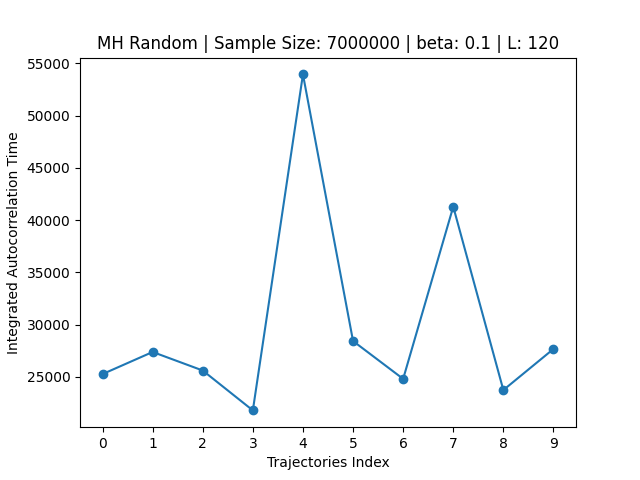 MH Random | Sample Size: 7000000 | beta: 0.1 | L: 120
Integrated Autocorrelation Time
55000
50000
45000
40000
35000
30000
25000
0 1 2 3 4 5 6 7 8 9
Trajectories Index